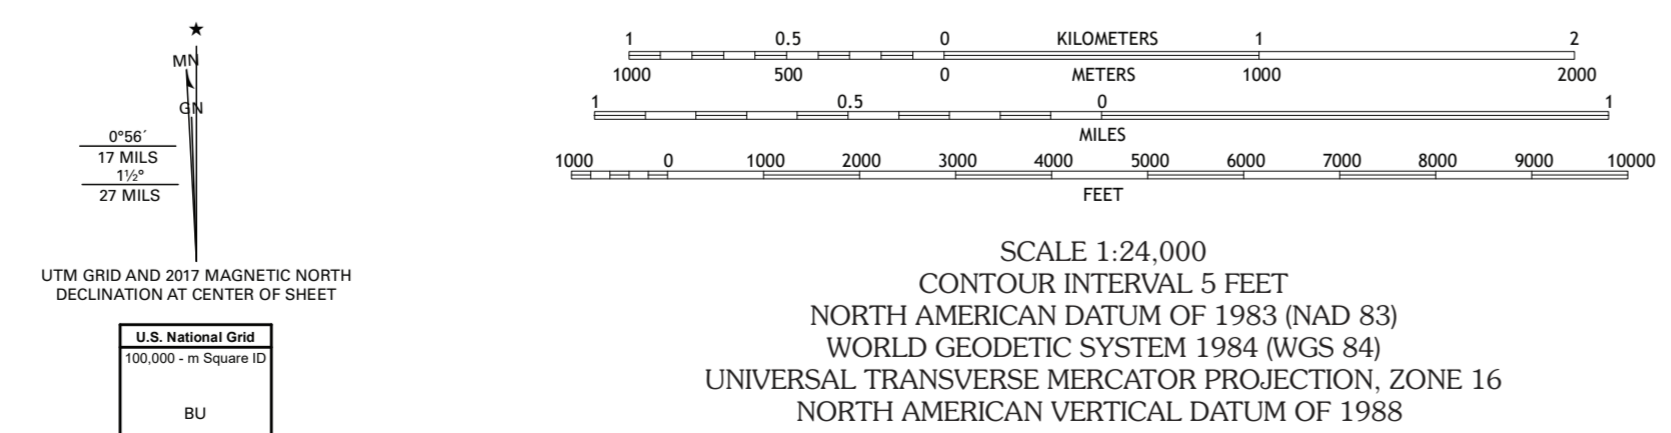 ★
MN
GN
0°56´
17 MILS
1½°
27 MILS
UTM GRID AND 2017 MAGNETIC NORTH
DECLINATION AT CENTER OF SHEET
U.S. National Grid
100,000 - m Square ID
BU
1 0.5 0 KILOMETERS 1 2
1000 500 0 METERS 1000 2000
1 0.5 0 1
MILES
1000 0 1000 2000 3000 4000 5000 6000 7000 8000 9000 10000
FEET
SCALE 1:24,000
CONTOUR INTERVAL 5 FEET
NORTH AMERICAN DATUM OF 1983 (NAD 83)
WORLD GEODETIC SYSTEM 1984 (WGS 84)
UNIVERSAL TRANSVERSE MERCATOR PROJECTION, ZONE 16
NORTH AMERICAN VERTICAL DATUM OF 1988